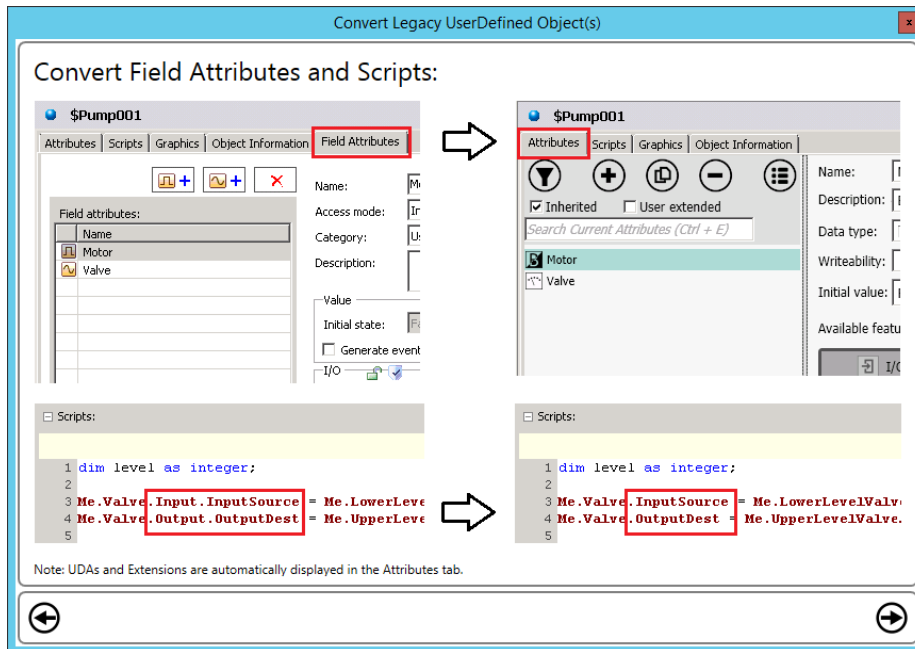 Convert Legacy UserDefined Object(s)
x
Convert Field Attributes and Scripts:
$Pump001
Attributes Scripts Graphics Object Information Field Attributes
Field attributes:
Name
Motor
Valve
Name:
Access mode:
Category:
Description:
Value
Initial state:
Generate event
I/O
$Pump001
Attributes Scripts Graphics Object Information
Inherited User extended
Search Current Attributes (Ctrl + E)
Motor
Valve
Name:
Description:
Data type:
Writeability:
Initial value:
Available featu
I/O
Scripts:
1 dim level as integer;
2
3 Me.Valve.Input.InputSource = Me.LowerLeve
4 Me.Valve.Output.OutputDest = Me.UpperLeve
5
Scripts:
1 dim level as integer;
2
3 Me.Valve.InputSource = Me.LowerLevelValv
4 Me.Valve.OutputDest = Me.UpperLevelValve.
5
Note: UDAs and Extensions are automatically displayed in the Attributes tab.